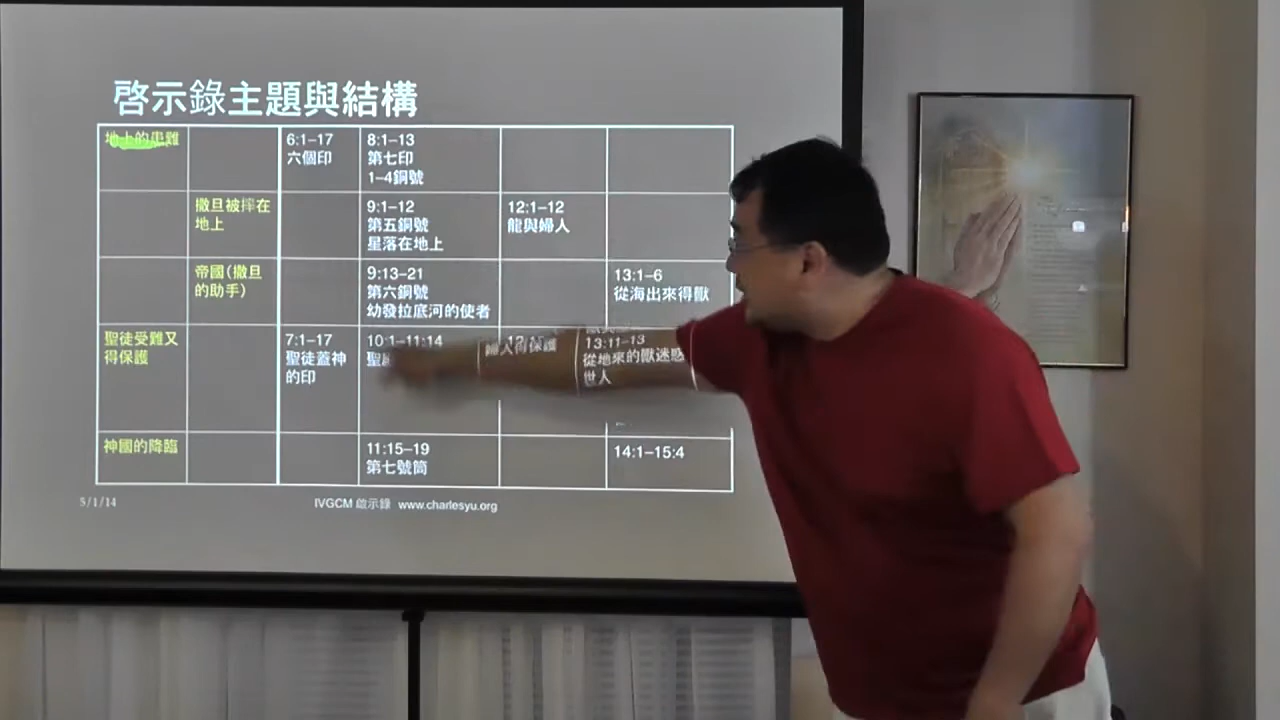 啓示錄主題與結構
地上的患難
6:1–17
六個印
8:1–13
第七印
1–4銅號
撒旦被摔在
地上
9:1–12
第五銅號
星落在地上
12:1–12
龍與婦人
帝國(撒旦
的助手)
9:13–21
第六銅號
幼發拉底河的使者
13:1–6
從海出來得獸
聖徒受難又
得保護
7:1–17
聖徒蓋神
的印
10:1–11:14
聖
婦人得保護
13:11–13
從地來的獸迷惑
世人
神國的降臨
11:15–19
第七號筒
14:1–15:4
5/1/14
IVGCM 啟示錄 www.charlesyu.org